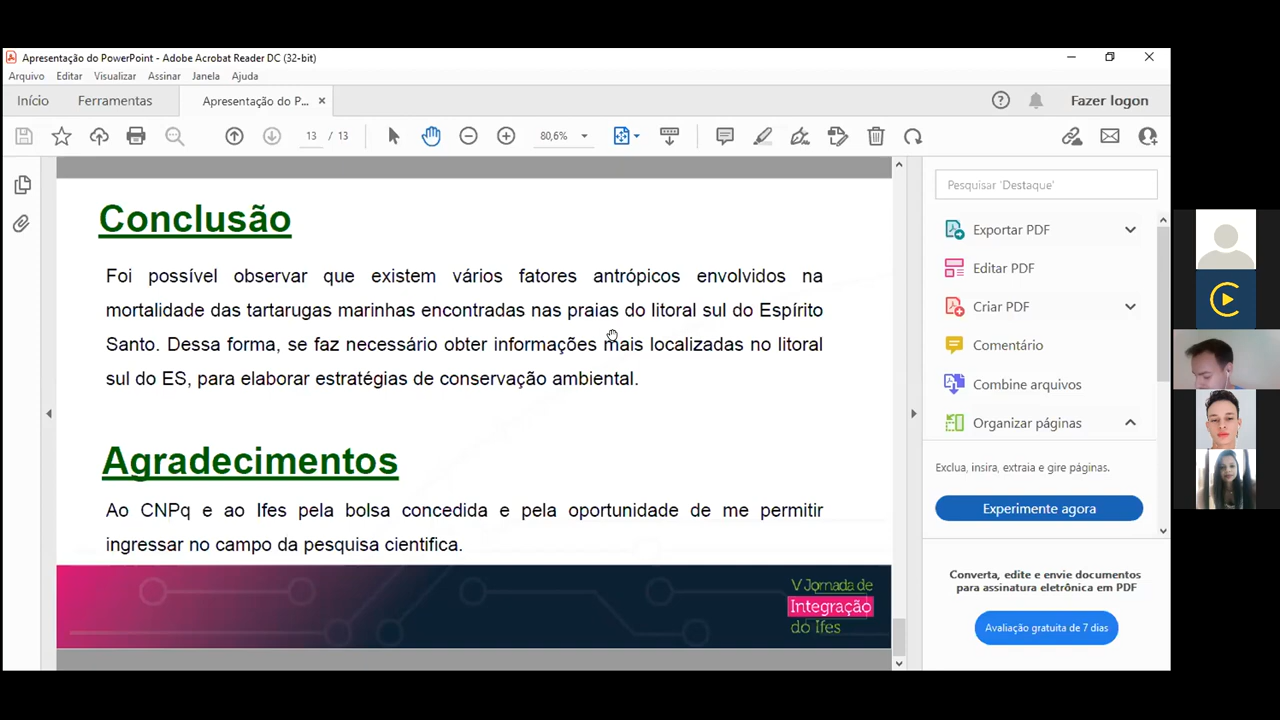 Apresentação do PowerPoint - Adobe Acrobat Reader DC (32-bit)
Arquivo Editar Visualizar Assinar Janela Ajuda
Início Ferramentas Apresentação do P... × Fazer logon
13 / 13 80,6%
Conclusão
Foi possível observar que existem vários fatores antrópicos envolvidos na
mortalidade das tartarugas marinhas encontradas nas praias do litoral sul do Espírito
Santo. Dessa forma, se faz necessário obter informações mais localizadas no litoral
sul do ES, para elaborar estratégias de conservação ambiental.
Agradecimentos
Ao CNPq e ao Ifes pela bolsa concedida e pela oportunidade de me permitir
ingressar no campo da pesquisa cientifica.
V Jornada de
Integração
do Ifes
Pesquisar 'Destaque'
Exportar PDF
Editar PDF
Criar PDF
Comentário
Combine arquivos
Organizar páginas
Exclua, insira, extraia e gire páginas.
Experimente agora
Converta, edite e envie documentos
para assinatura eletrônica em PDF
Avaliação gratuita de 7 dias